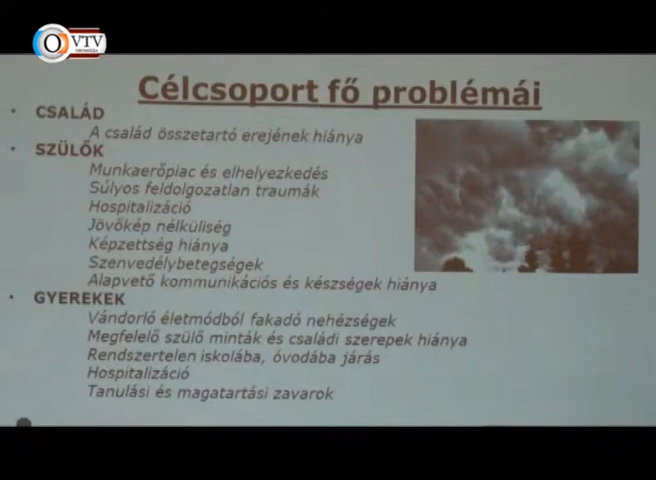 OVTV
Célcsoport fő problémái
• CSALÁD
A család összetartó erejének hiánya
• SZÜLŐK
Munkaerőpiac és elhelyezkedés
Súlyos feldolgozatlan traumák
Hospitalizáció
Jövőkép nélküliség
Képzettség hiánya
Szenvedélybetegségek
Alapvető kommunikációs és készségek hiánya
• GYEREKEK
Vándorló életmódból fakadó nehézségek
Megfelelő szülő minták és családi szerepek hiánya
Rendszertelen iskolába, óvodába járás
Hospitalizáció
Tanulási és magatartási zavarok